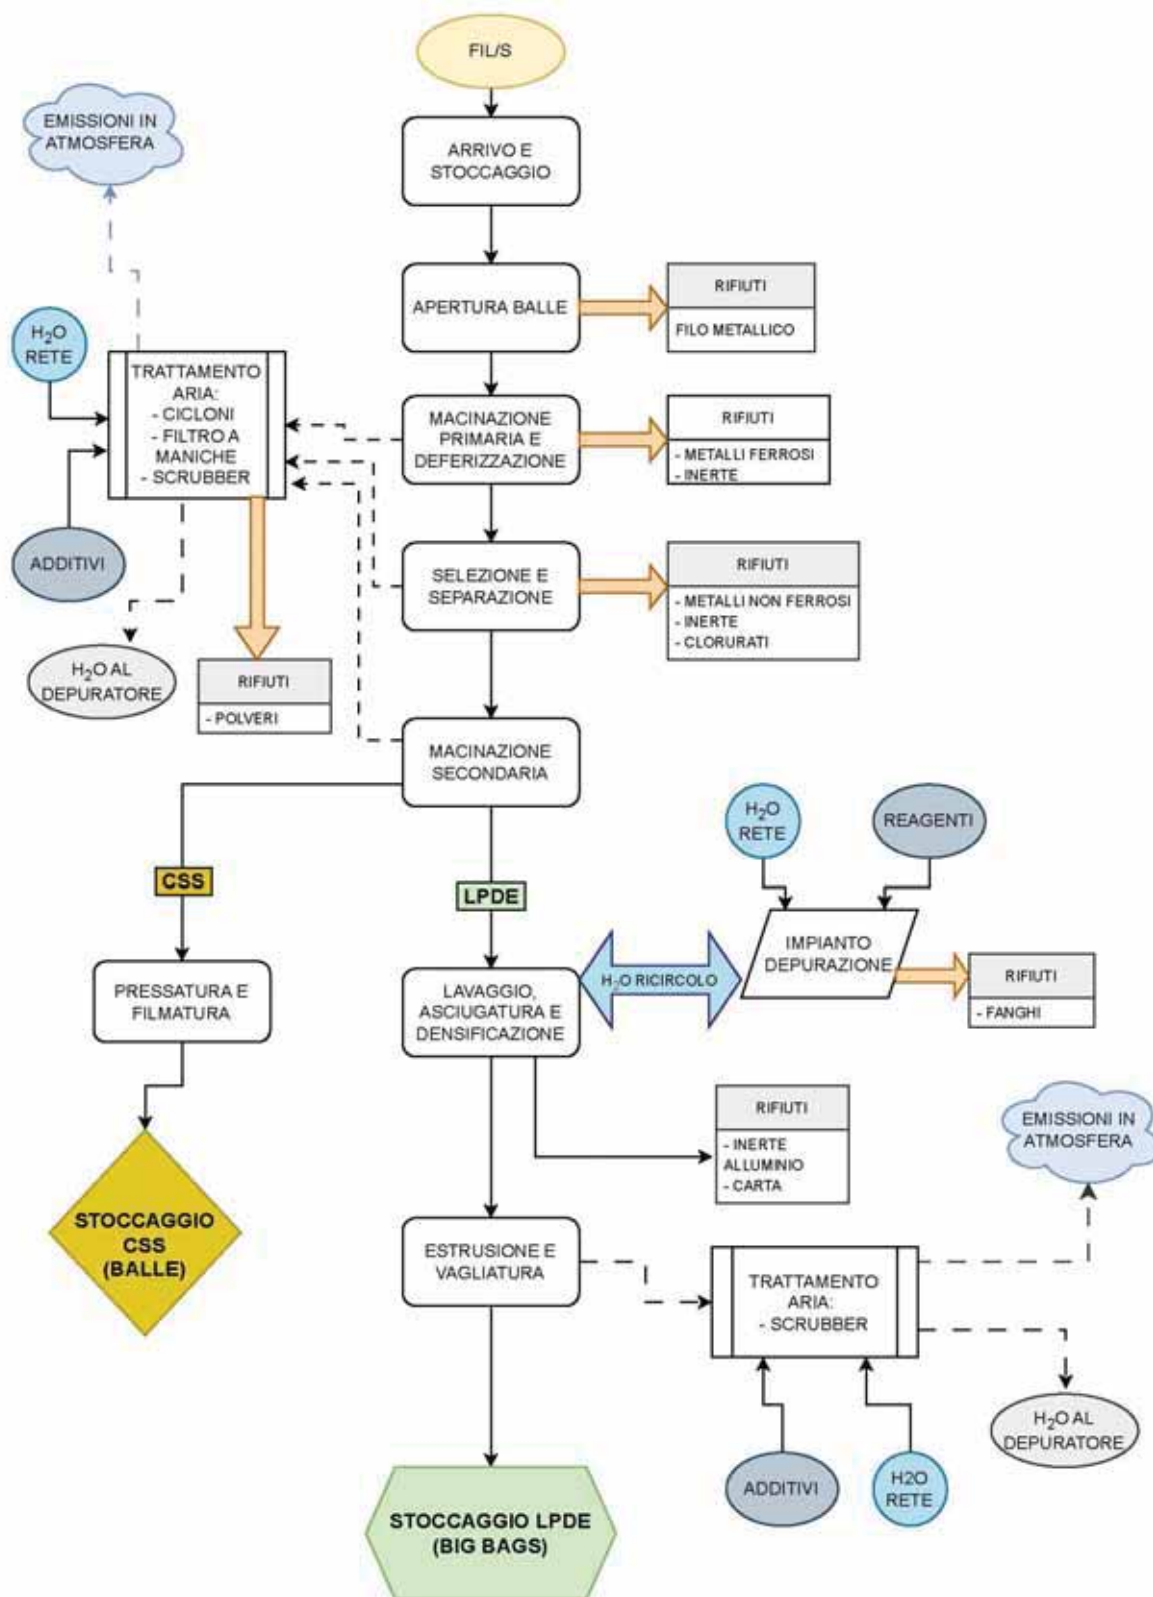 FIL/S
EMISSIONI IN
ATMOSFERA
ARRIVO E
STOCCAGGIO
APERTURA BALLE
RIFIUTI
FILO METALLICO
H₂O
RETE
TRATTAMENTO
ARIA:
- CICLONI
- FILTRO A
MANICHE
- SCRUBBER
MACINAZIONE
PRIMARIA E
DEFERIZZAZIONE
RIFIUTI
- METALLI FERROSI
- INERTE
ADDITIVI
SELEZIONE E
SEPARAZIONE
RIFIUTI
- METALLI NON FERROSI
- INERTE
- CLORURATI
H₂O AL
DEPURATORE
RIFIUTI
- POLVERI
MACINAZIONE
SECONDARIA
H₂O
RETE
REAGENTI
CSS
LPDE
IMPIANTO
DEPURAZIONE
H₂O RICIRCOLO
RIFIUTI
- FANGHI
PRESSATURA E
FILMATURA
LAVAGGIO,
ASCIUGATURA E
DENSIFICAZIONE
RIFIUTI
- INERTE
ALLUMINIO
- CARTA
EMISSIONI IN
ATMOSFERA
STOCCAGGIO
CSS
(BALLE)
ESTRUSIONE E
VAGLIATURA
TRATTAMENTO
ARIA:
- SCRUBBER
H₂O AL
DEPURATORE
ADDITIVI
H2O
RETE
STOCCAGGIO LPDE
(BIG BAGS)